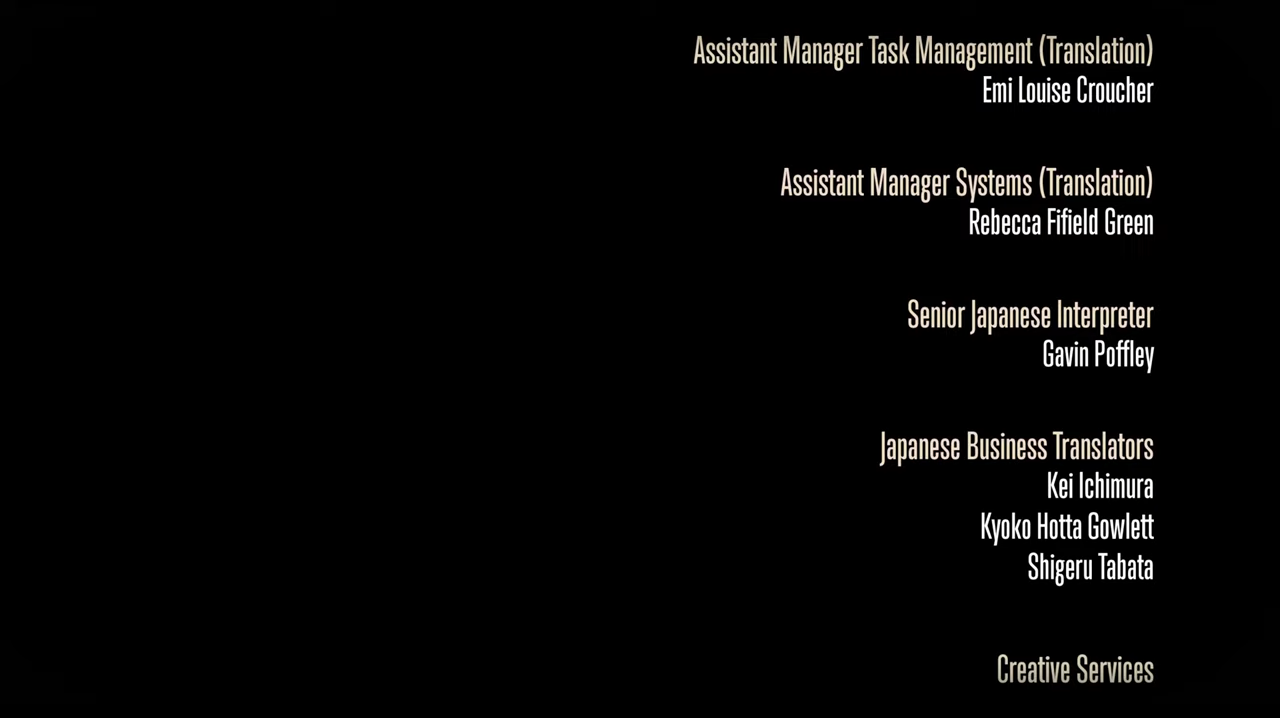 Assistant Manager Task Management (Translation)
Emi Louise Croucher
Assistant Manager Systems (Translation)
Rebecca Fifield Green
Senior Japanese Interpreter
Gavin Poffley
Japanese Business Translators
Kei Ichimura
Kyoko Hotta Gowlett
Shigeru Tabata
Creative Services